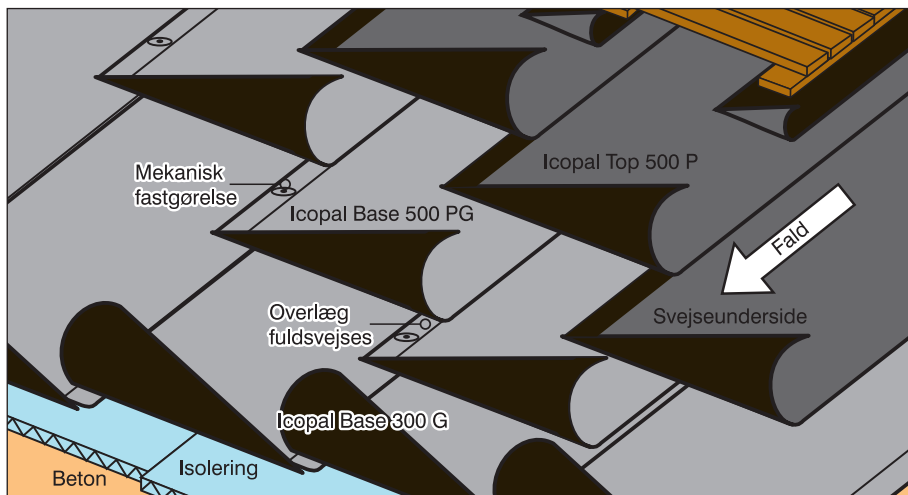 Icopal Top 500 P
Mekanisk
fastgørelse
Icopal Base 500 PG
Fald
Overlæg
fuldsvejses
Svejseunderside
Icopal Base 300 G
Isolering
Beton